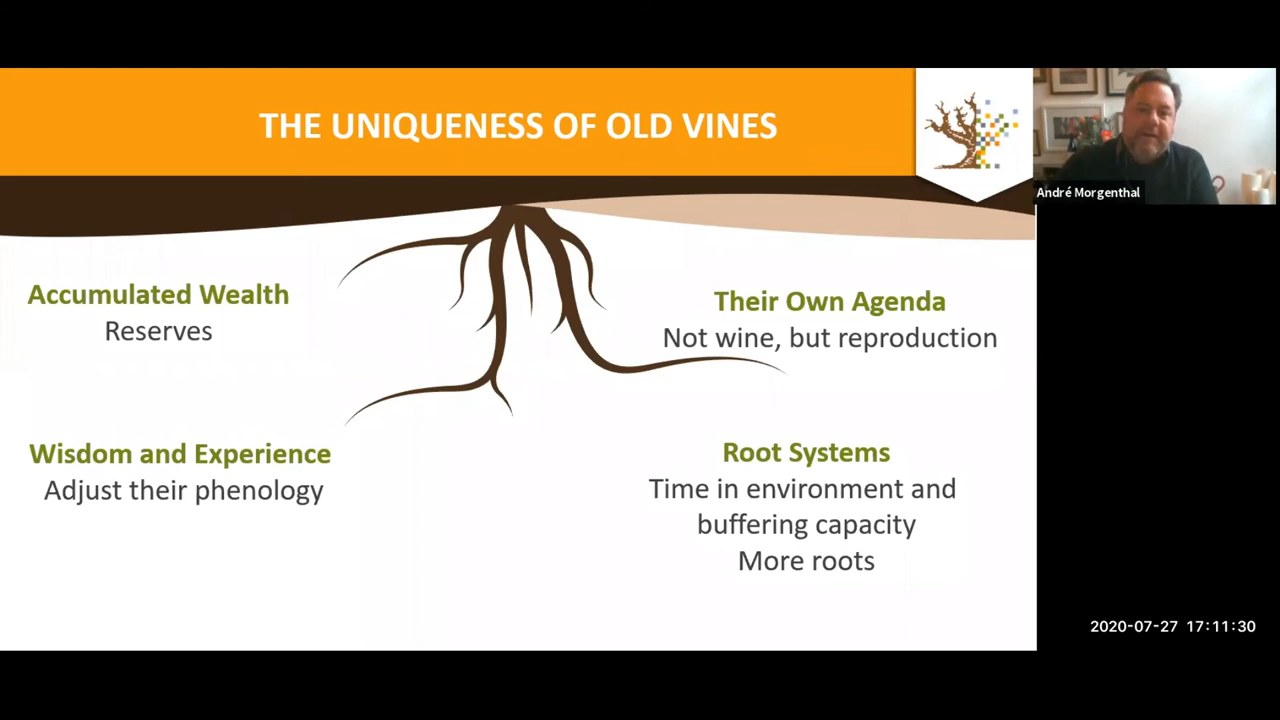 THE UNIQUENESS OF OLD VINES
André Morgenthal
Accumulated Wealth
Reserves
Their Own Agenda
Not wine, but reproduction
Wisdom and Experience
Adjust their phenology
Root Systems
Time in environment and
buffering capacity
More roots
2020-07-27 17:11:30